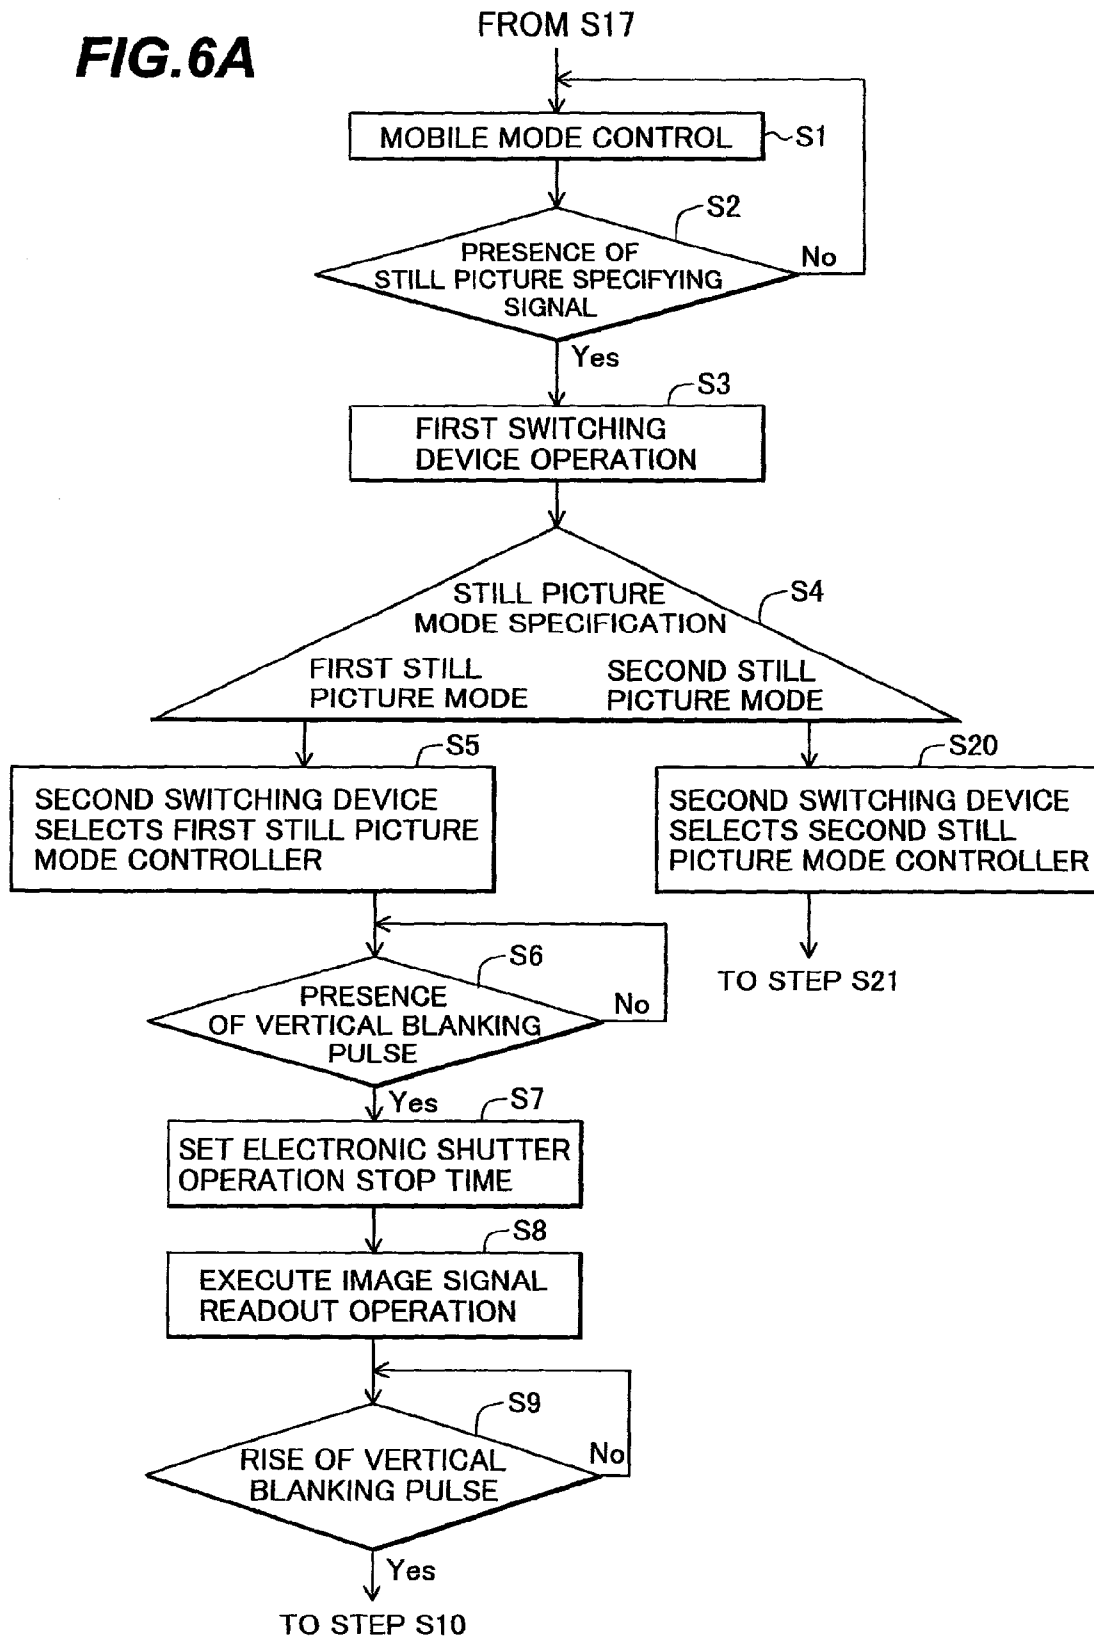 FIG.6A
FROM S17
MOBILE MODE CONTROL
S1
S2
PRESENCE OF
STILL PICTURE SPECIFYING
SIGNAL
No
Yes
S3
FIRST SWITCHING
DEVICE OPERATION
S4
STILL PICTURE
MODE SPECIFICATION
FIRST STILL
PICTURE MODE
SECOND STILL
PICTURE MODE
S5
SECOND SWITCHING DEVICE
SELECTS FIRST STILL PICTURE
MODE CONTROLLER
S20
SECOND SWITCHING DEVICE
SELECTS SECOND STILL
PICTURE MODE CONTROLLER
TO STEP S21
S6
PRESENCE
OF VERTICAL BLANKING
PULSE
No
Yes
S7
SET ELECTRONIC SHUTTER
OPERATION STOP TIME
S8
EXECUTE IMAGE SIGNAL
READOUT OPERATION
S9
RISE OF VERTICAL
BLANKING PULSE
No
Yes
TO STEP S10